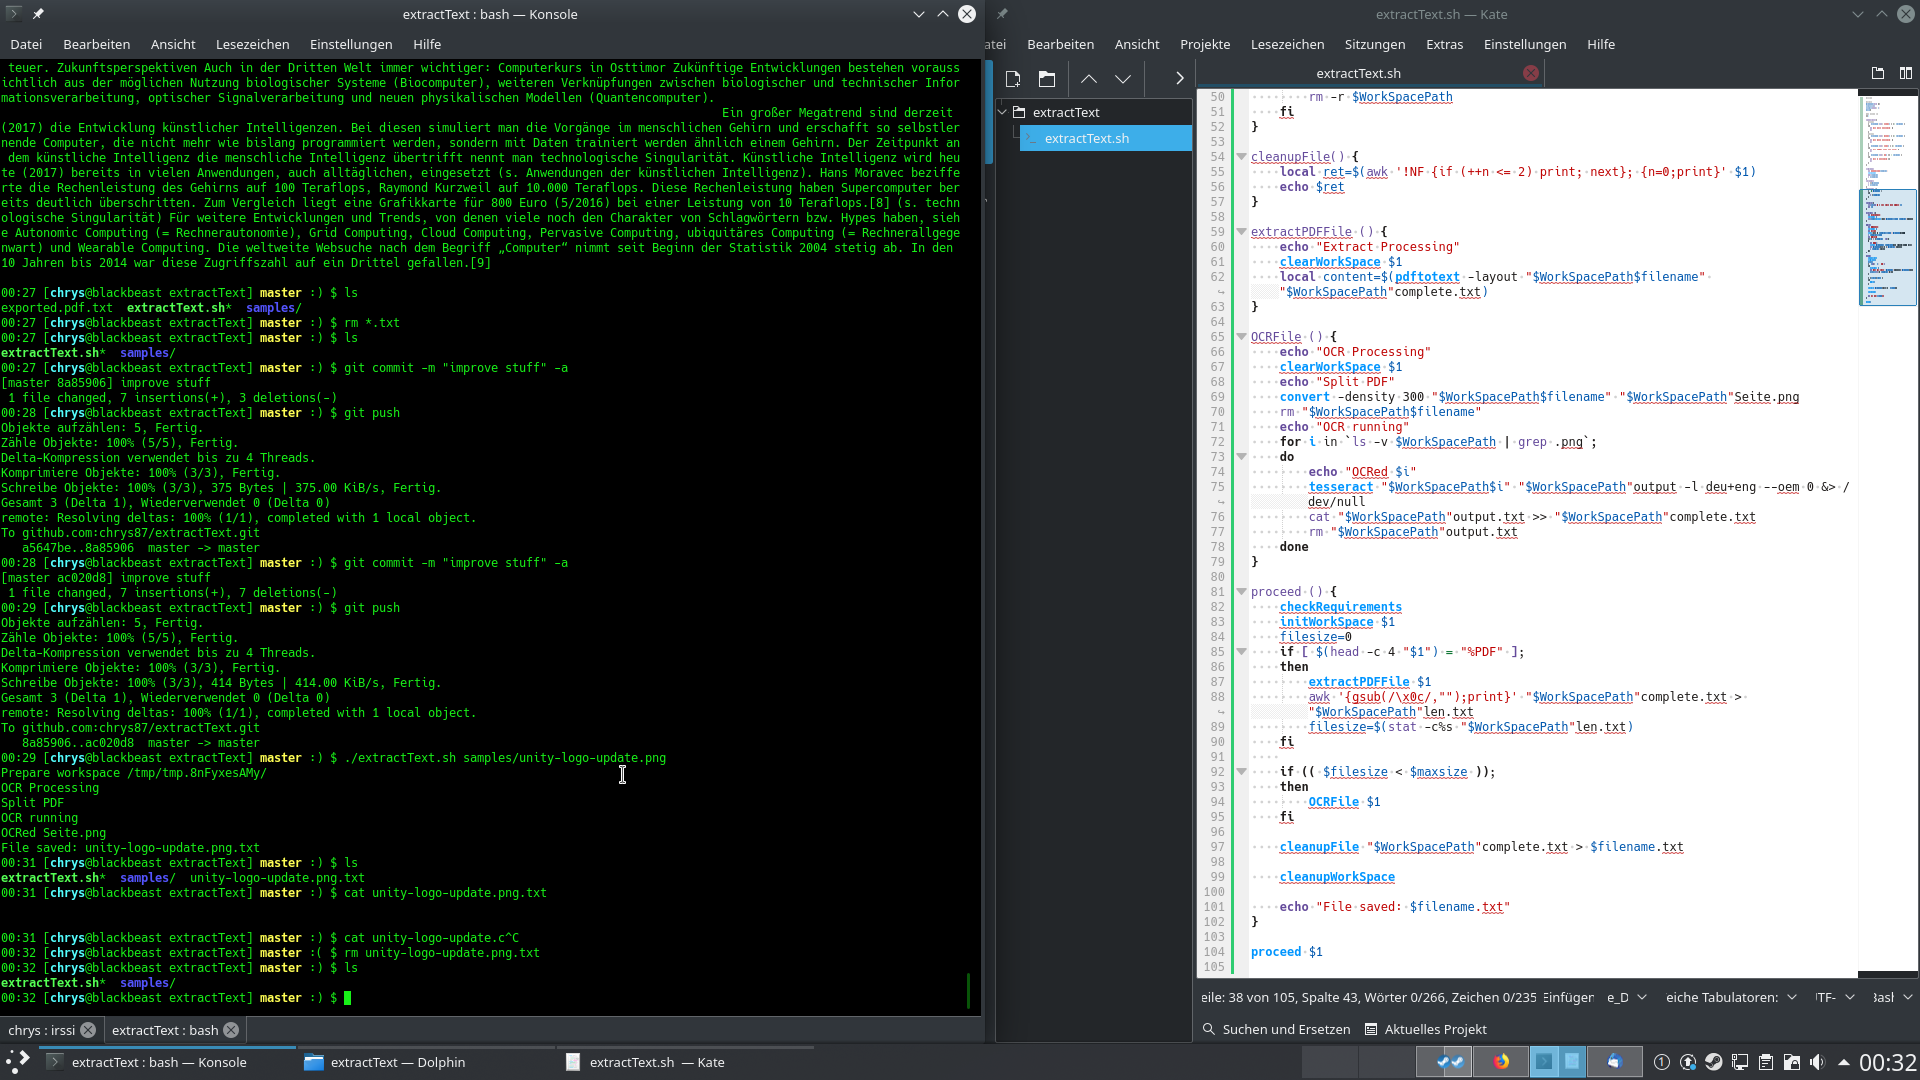 extractText : bash — Konsole
Datei Bearbeiten Ansicht Lesezeichen Einstellungen Hilfe
teuer. Zukunftsperspektiven Auch in der Dritten Welt immer wichtiger: Computerkurs in Osttimor Zukünftige Entwicklungen bestehen vorauss
ichtlich aus der möglichen Nutzung biologischer Systeme (Biocomputer), weiteren Verknüpfungen zwischen biologischer und technischer Infor
mationsverarbeitung, optischer Signalverarbeitung und neuen physikalischen Modellen (Quantencomputer).
Ein großer Megatrend sind derzeit
(2017) die Entwicklung künstlicher Intelligenzen. Bei diesen simuliert man die Vorgänge im menschlichen Gehirn und erschafft so selbstler
nende Computer, die nicht mehr wie bislang programmiert werden, sondern mit Daten trainiert werden ähnlich einem Gehirn. Der Zeitpunkt an
dem künstliche Intelligenz die menschliche Intelligenz übertrifft nennt man technologische Singularität. Künstliche Intelligenz wird heu
te (2017) bereits in vielen Anwendungen, auch alltäglichen, eingesetzt (s. Anwendungen der künstlichen Intelligenz). Hans Moravec beziffe
rte die Rechenleistung des Gehirns auf 100 Teraflops, Raymond Kurzweil auf 10.000 Teraflops. Diese Rechenleistung haben Supercomputer ber
eits deutlich überschritten. Zum Vergleich liegt eine Grafikkarte für 800 Euro (5/2016) bei einer Leistung von 10 Teraflops.[8] (s. techn
ologische Singularität) Für weitere Entwicklungen und Trends, von denen viele noch den Charakter von Schlagwörtern bzw. Hypes haben, sieh
e Autonomic Computing (= Rechnerautonomie), Grid Computing, Cloud Computing, Pervasive Computing, ubiquitäres Computing (= Rechnerallgege
nwart) und Wearable Computing. Die weltweite Websuche nach dem Begriff „Computer“ nimmt seit Beginn der Statistik 2004 stetig ab. In den
10 Jahren bis 2014 war diese Zugriffszahl auf ein Drittel gefallen.[9]
00:27 [chrys@blackbeast extractText] master :) $ ls
exported.pdf.txt extractText.sh* samples/
00:27 [chrys@blackbeast extractText] master :) $ rm *.txt
00:27 [chrys@blackbeast extractText] master :) $ ls
extractText.sh* samples/
00:27 [chrys@blackbeast extractText] master :) $ git commit -m "improve stuff" -a
[master 8a85906] improve stuff
1 file changed, 7 insertions(+), 3 deletions(-)
00:28 [chrys@blackbeast extractText] master :) $ git push
Objekte aufzählen: 5, Fertig.
Zähle Objekte: 100% (5/5), Fertig.
Delta-Kompression verwendet bis zu 4 Threads.
Komprimiere Objekte: 100% (3/3), Fertig.
Schreibe Objekte: 100% (3/3), 375 Bytes | 375.00 KiB/s, Fertig.
Gesamt 3 (Delta 1), Wiederverwendet 0 (Delta 0)
remote: Resolving deltas: 100% (1/1), completed with 1 local object.
To github.com:chrys87/extractText.git
a5647be..8a85906 master -> master
00:28 [chrys@blackbeast extractText] master :) $ git commit -m "improve stuff" -a
[master ac020d8] improve stuff
1 file changed, 7 insertions(+), 7 deletions(-)
00:29 [chrys@blackbeast extractText] master :) $ git push
Objekte aufzählen: 5, Fertig.
Zähle Objekte: 100% (5/5), Fertig.
Delta-Kompression verwendet bis zu 4 Threads.
Komprimiere Objekte: 100% (3/3), Fertig.
Schreibe Objekte: 100% (3/3), 414 Bytes | 414.00 KiB/s, Fertig.
Gesamt 3 (Delta 1), Wiederverwendet 0 (Delta 0)
remote: Resolving deltas: 100% (1/1), completed with 1 local object.
To github.com:chrys87/extractText.git
8a85906..ac020d8 master -> master
00:29 [chrys@blackbeast extractText] master :) $ ./extractText.sh samples/unity-logo-update.png
Prepare workspace /tmp/tmp.8nFyxesAMy/
OCR Processing
Split PDF
OCR running
OCRed Seite.png
File saved: unity-logo-update.png.txt
00:31 [chrys@blackbeast extractText] master :) $ ls
extractText.sh* samples/ unity-logo-update.png.txt
00:31 [chrys@blackbeast extractText] master :) $ cat unity-logo-update.png.txt
00:31 [chrys@blackbeast extractText] master :) $ cat unity-logo-update.c^C
00:32 [chrys@blackbeast extractText] master :( $ rm unity-logo-update.png.txt
00:32 [chrys@blackbeast extractText] master :) $ ls
extractText.sh* samples/
00:32 [chrys@blackbeast extractText] master :) $
chrys : irssi extractText : bash
extractText.sh — Kate
atei Bearbeiten Ansicht Projekte Lesezeichen Sitzungen Extras Einstellungen Hilfe
extractText.sh
extractText
extractText.sh
50 rm -r $WorkSpacePath
51 fi
52 }
53
54 cleanupFile() {
55 local ret=$(awk '!NF {if (++n <= 2) print; next}; {n=0;print}' $1)
56 echo $ret
57 }
58
59 extractPDFFile () {
60 echo "Extract Processing"
61 clearWorkSpace $1
62 local content=$(pdftotext -layout "$WorkSpacePath$filename"
"$WorkSpacePath"complete.txt)
63 }
64
65 OCRFile () {
66 echo "OCR Processing"
67 clearWorkSpace $1
68 echo "Split PDF"
69 convert -density 300 "$WorkSpacePath$filename" "$WorkSpacePath"Seite.png
70 rm "$WorkSpacePath$filename"
71 echo "OCR running"
72 for i in `ls -v $WorkSpacePath | grep .png`;
73 do
74 echo "OCRed $i"
75 tesseract "$WorkSpacePath$i" "$WorkSpacePath"output -l deu+eng --oem 0 &> /
dev/null
76 cat "$WorkSpacePath"output.txt >> "$WorkSpacePath"complete.txt
77 rm "$WorkSpacePath"output.txt
78 done
79 }
80
81 proceed () {
82 checkRequirements
83 initWorkSpace $1
84 filesize=0
85 if [ $(head -c 4 "$1") = "%PDF" ];
86 then
87 extractPDFFile $1
88 awk '{gsub(/\x0c/,"");print}' "$WorkSpacePath"complete.txt >
"$WorkSpacePath"len.txt
89 filesize=$(stat -c%s "$WorkSpacePath"len.txt)
90 fi
91
92 if (( $filesize < $maxsize ));
93 then
94 OCRFile $1
95 fi
96
97 cleanupFile "$WorkSpacePath"complete.txt > $filename.txt
98
99 cleanupWorkSpace
100
101 echo "File saved: $filename.txt"
102 }
103
104 proceed $1
105
eile: 38 von 105, Spalte 43, Wörter 0/266, Zeichen 0/235 Einfügen e_D eiche Tabulatoren: TF- Bash
Suchen und Ersetzen Aktuelles Projekt
extractText : bash — Konsole extractText — Dolphin extractText.sh — Kate 00:32